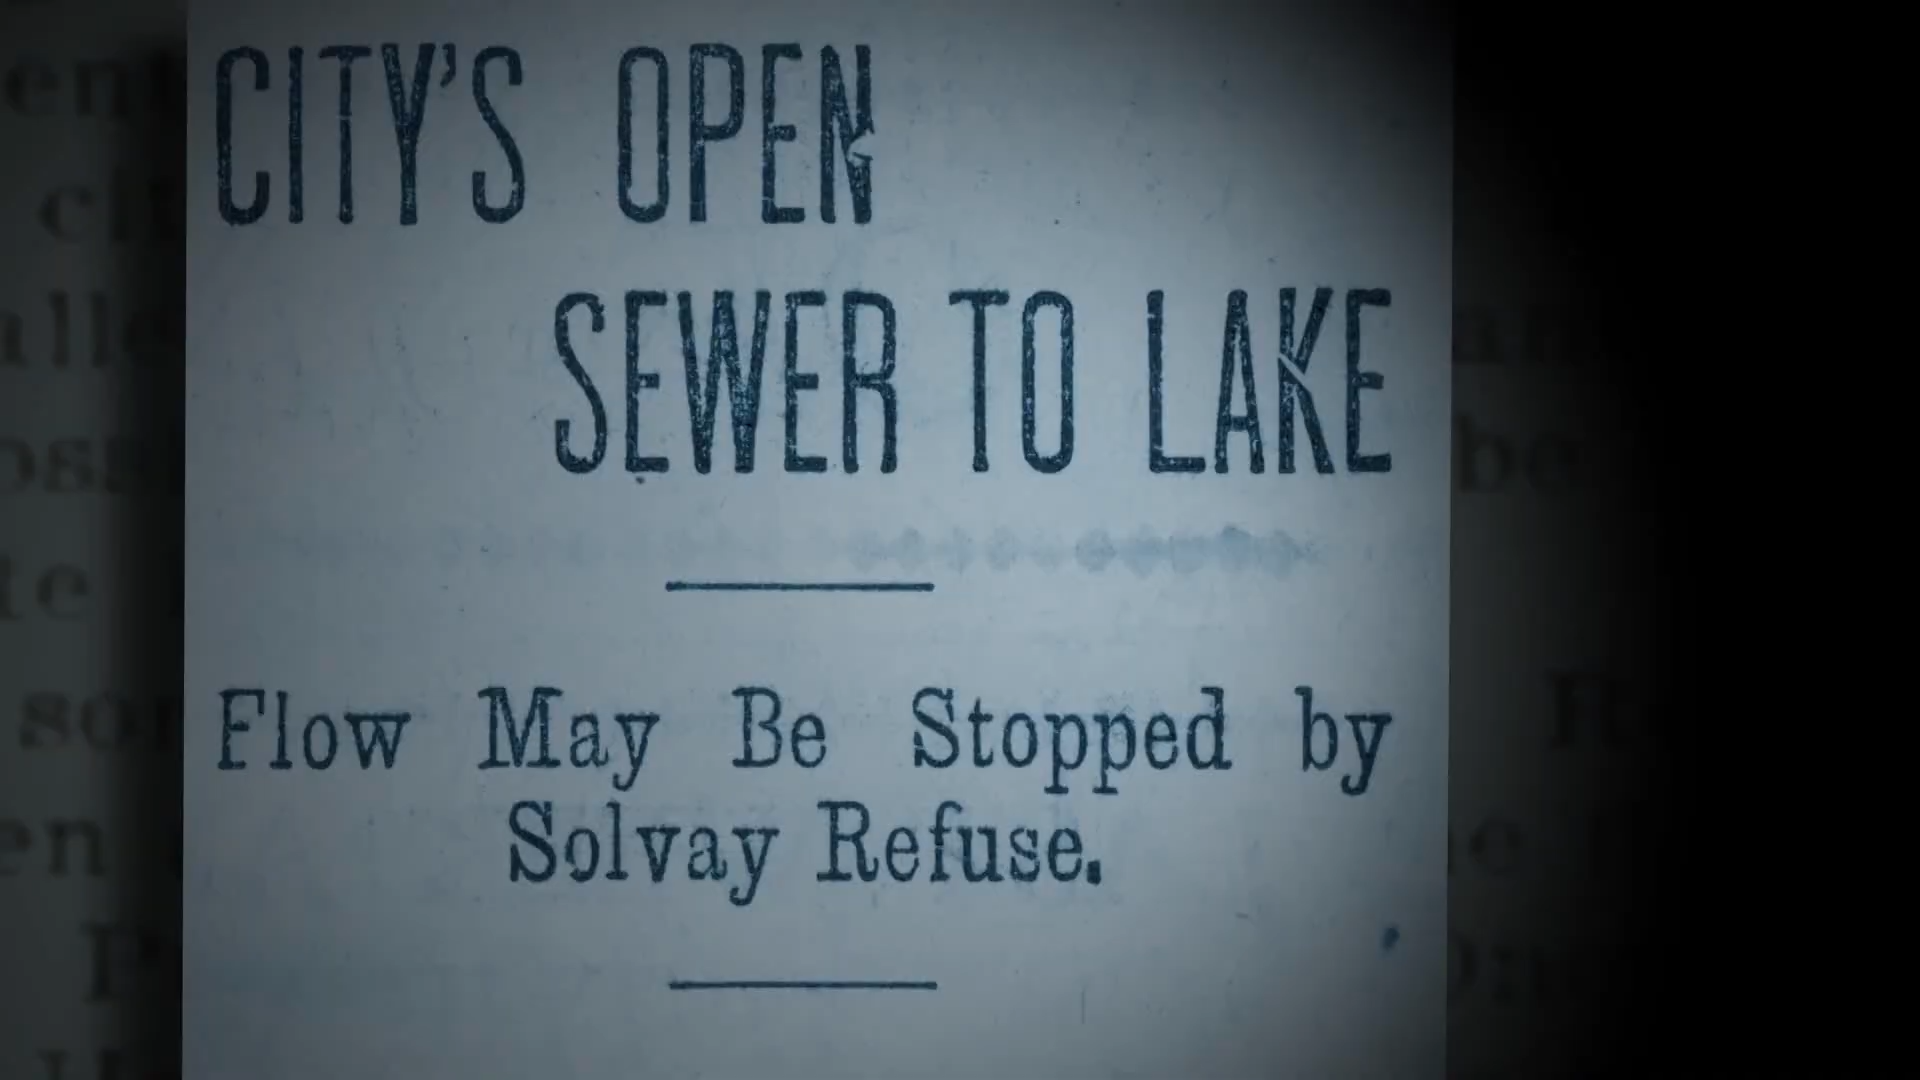 CITY'S OPEN
SEWER TO LAKE
Flow May Be Stopped by
Solvay Refuse.